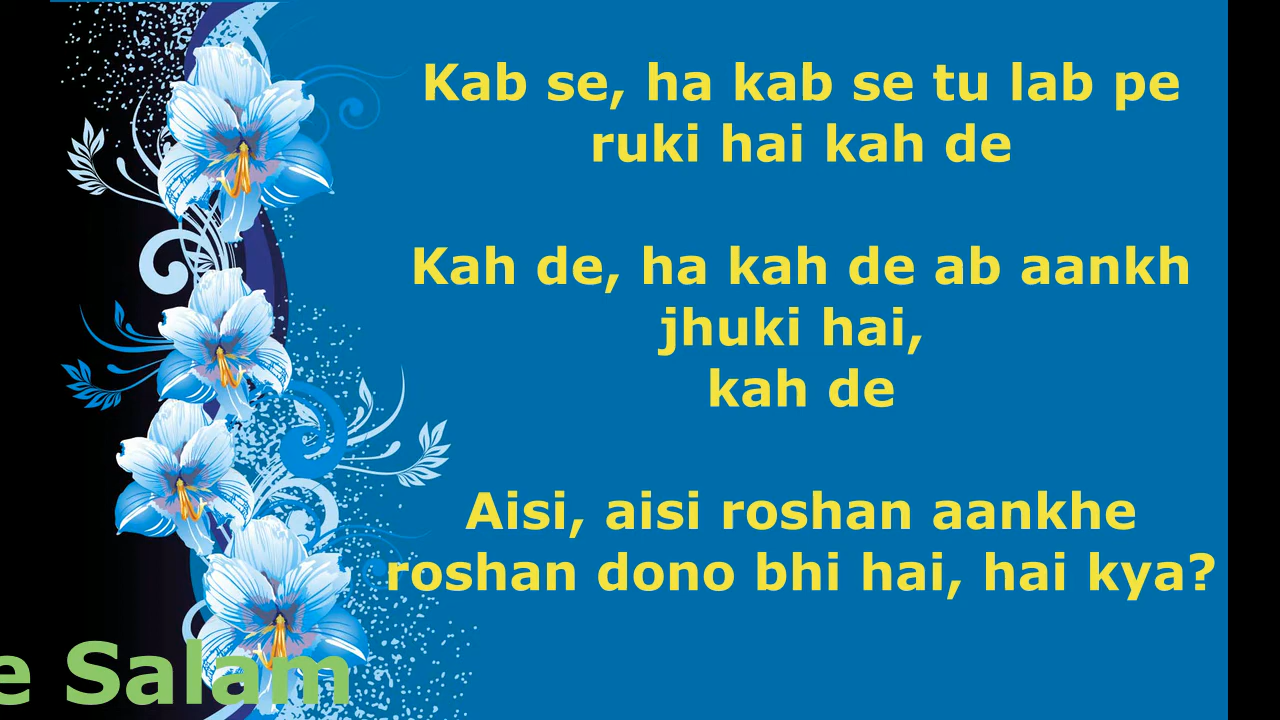 Kab se, ha kab se tu lab pe
ruki hai kah de
Kah de, ha kah de ab aankh
jhuki hai,
kah de
Aisi, aisi roshan aankhe
roshan dono bhi hai, hai kya?
e Salam